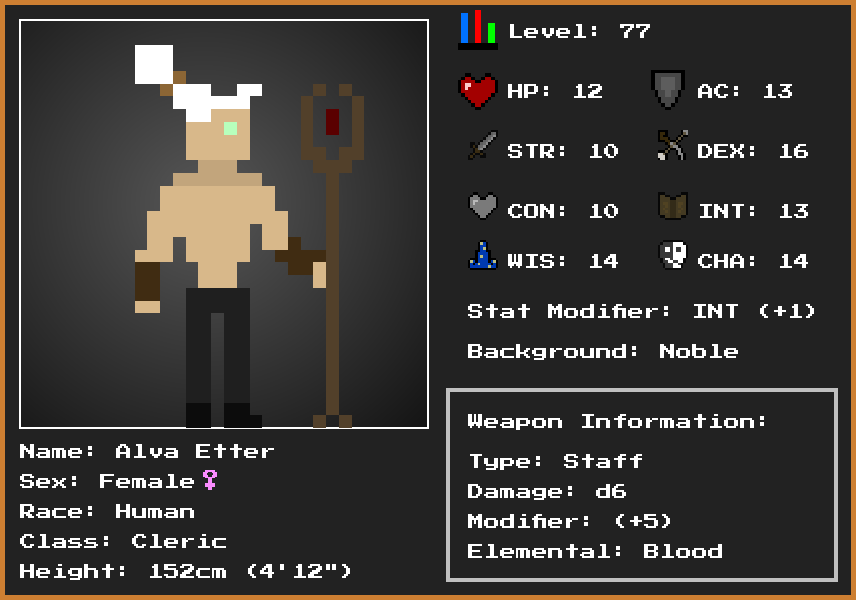 Level: 77
HP: 12
AC: 13
STR: 10
DEX: 16
CON: 10
INT: 13
WIS: 14
CHA: 14
Stat Modifier: INT (+1)
Background: Noble
Weapon Information:
Type: Staff
Damage: d6
Modifier: (+5)
Elemental: Blood
Name: Alva Etter
Sex: Female♀
Race: Human
Class: Cleric
Height: 152cm (4'12")